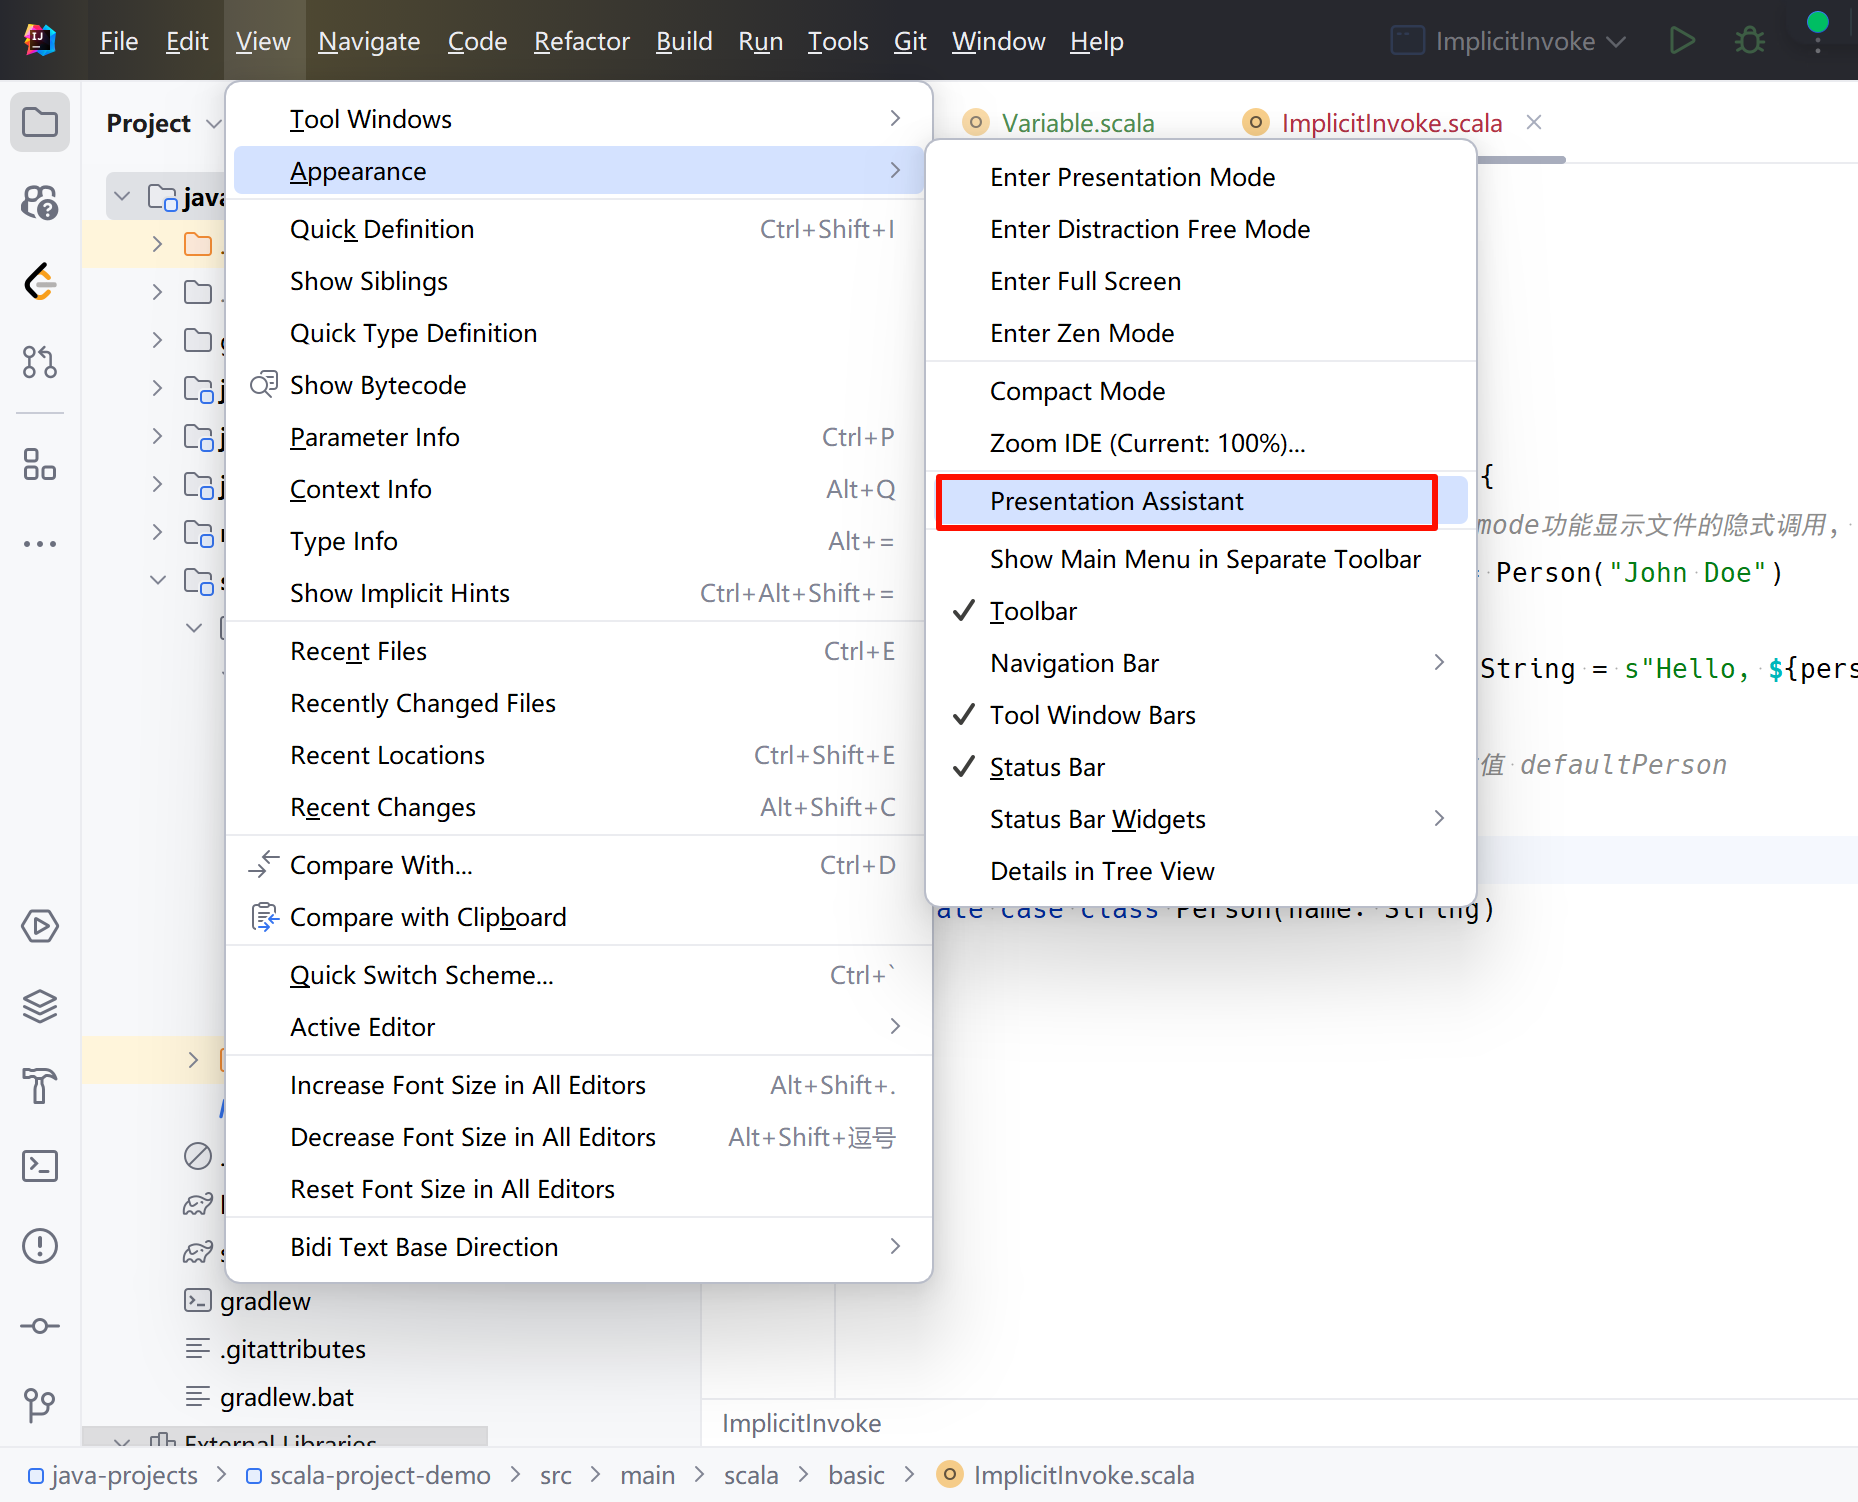 File Edit View Navigate Code Refactor Build Run Tools Git Window Help ImplicitInvoke
Project
Variable.scala ImplicitInvoke.scala
java
Tool Windows
Appearance
Quick Definition Ctrl+Shift+I
Show Siblings
Quick Type Definition
Show Bytecode
Parameter Info Ctrl+P
Context Info Alt+Q
Type Info Alt+=
Show Implicit Hints Ctrl+Alt+Shift+=
Recent Files Ctrl+E
Recently Changed Files
Recent Locations Ctrl+Shift+E
Recent Changes Alt+Shift+C
Compare With... Ctrl+D
Compare with Clipboard
Quick Switch Scheme... Ctrl+`
Active Editor
Increase Font Size in All Editors Alt+Shift+.
Decrease Font Size in All Editors Alt+Shift+逗号
Reset Font Size in All Editors
Bidi Text Base Direction
Enter Presentation Mode
Enter Distraction Free Mode
Enter Full Screen
Enter Zen Mode
Compact Mode
Zoom IDE (Current: 100%)...
Presentation Assistant
Show Main Menu in Separate Toolbar
Toolbar
Navigation Bar
Tool Window Bars
Status Bar
Status Bar Widgets
Details in Tree View
{
mode功能显示文件的隐式调用，
= Person("John Doe")
String = s"Hello, ${pers
值 defaultPerson
ate case class Person(name: String)
gradlew
.gitattributes
gradlew.bat
External Libraries
ImplicitInvoke
java-projects > scala-project-demo > src > main > scala > basic > ImplicitInvoke.scala